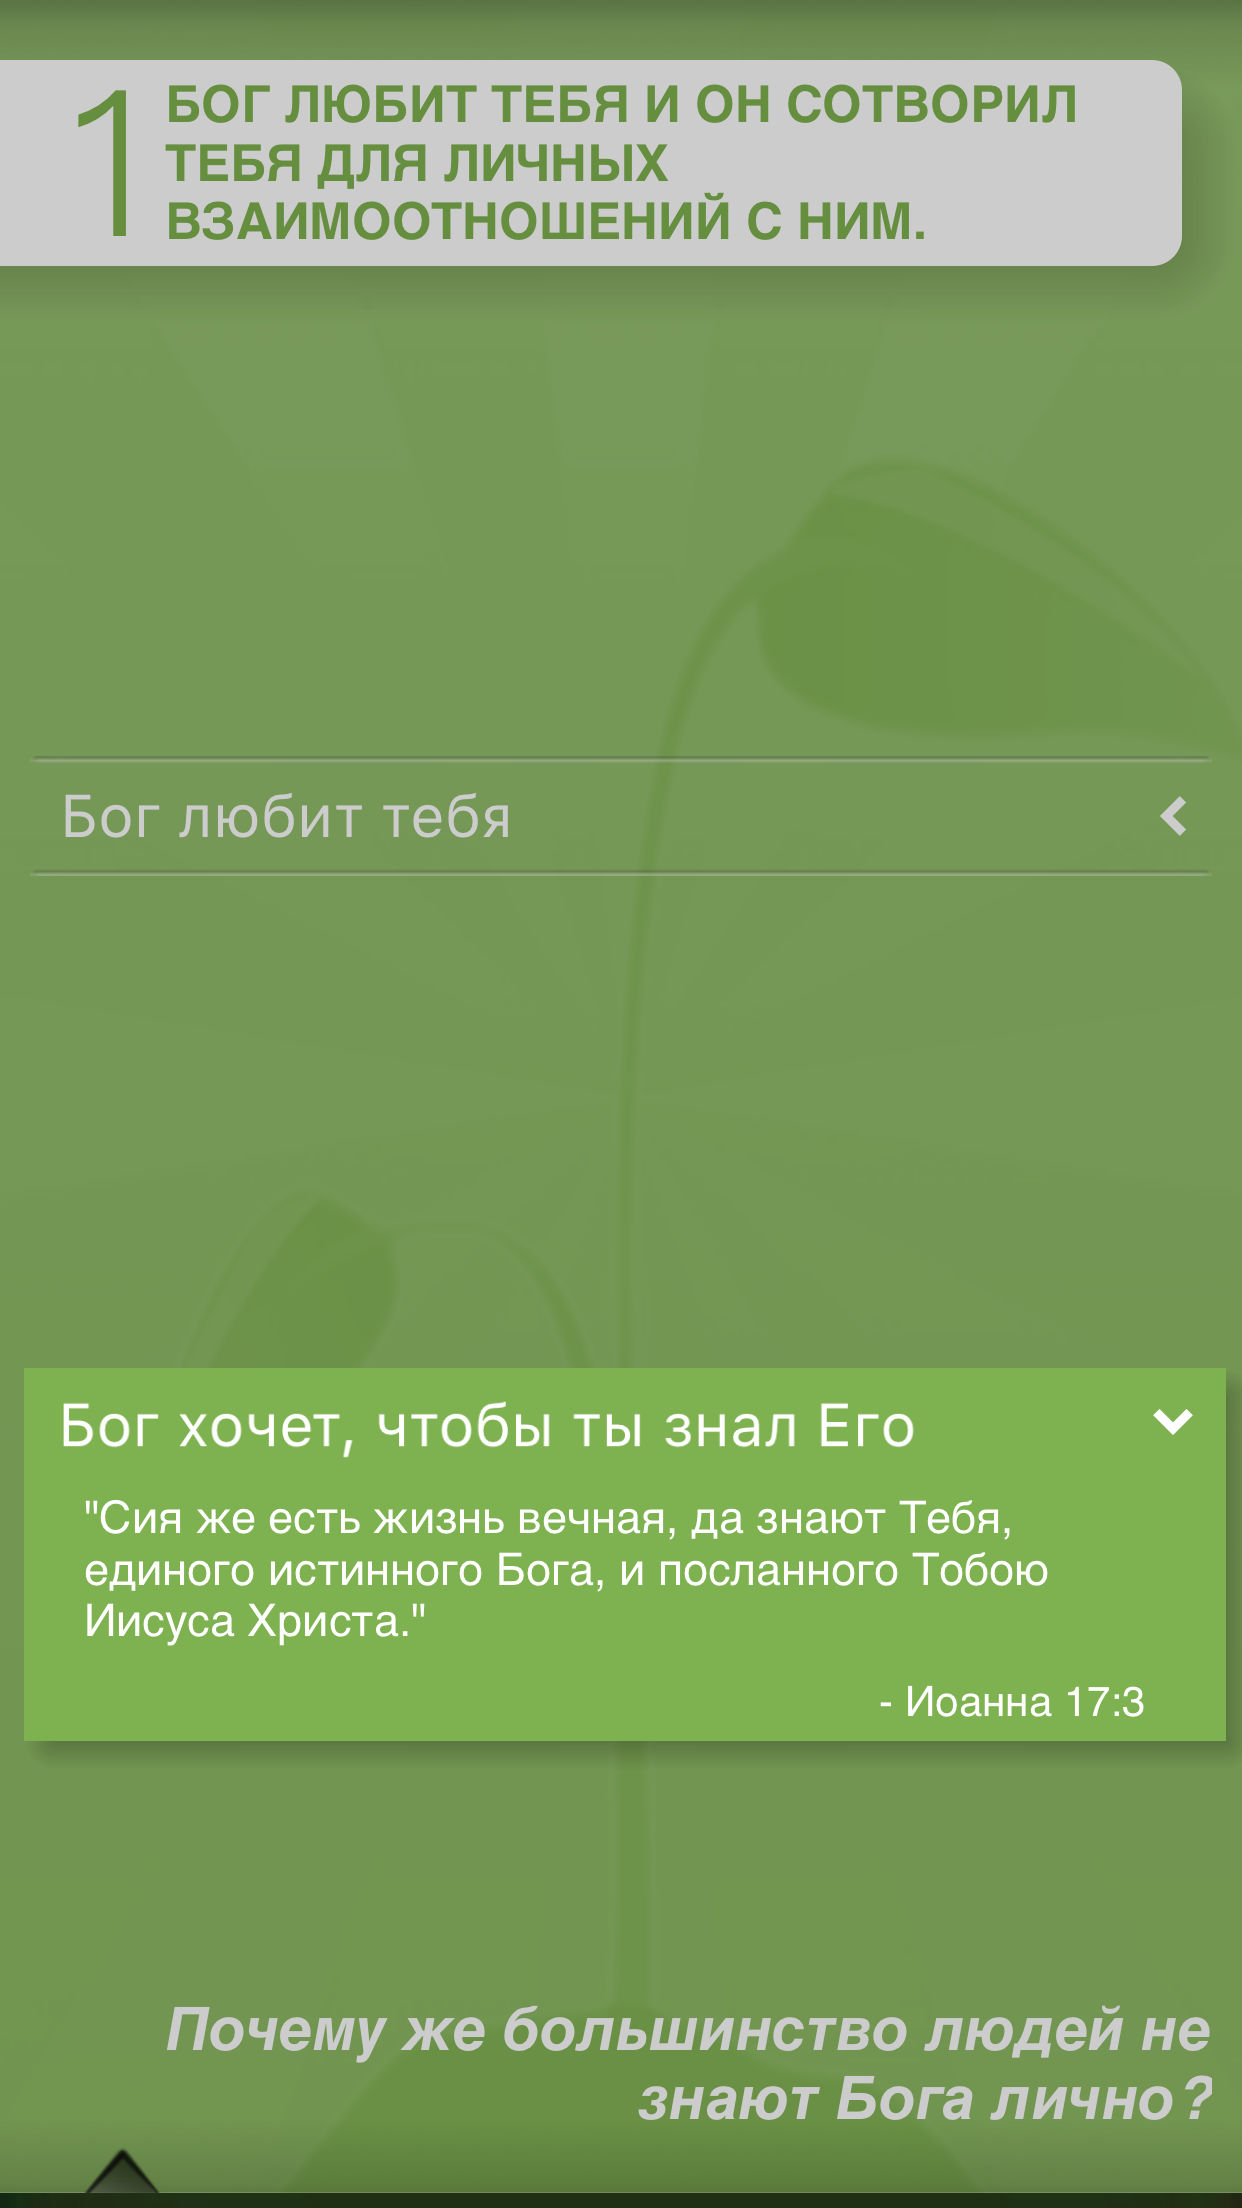 1
БОГ ЛЮБИТ ТЕБЯ И ОН СОТВОРИЛ
ТЕБЯ ДЛЯ ЛИЧНЫХ
ВЗАИМООТНОШЕНИЙ С НИМ.
Бог любит тебя
Бог хочет, чтобы ты знал Его
"Сия же есть жизнь вечная, да знают Тебя,
единого истинного Бога, и посланного Тобою
Иисуса Христа."
- Иоанна 17:3
Почему же большинство людей не
знают Бога лично?